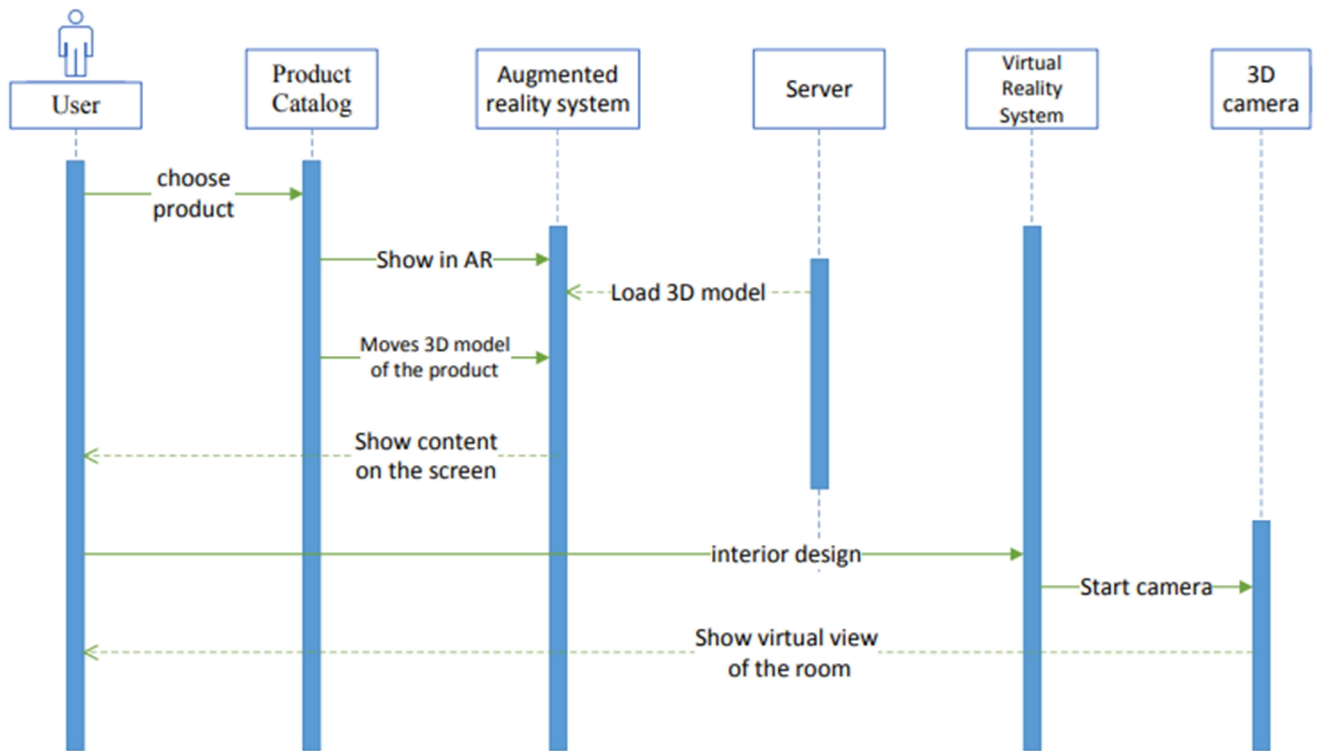 User
Product
Catalog
Augmented
reality system
Server
Virtual
Reality
System
3D
camera
choose
product
Show in AR
Load 3D model
Moves 3D model
of the product
Show content
on the screen
interior design
Start camera
Show virtual view
of the room